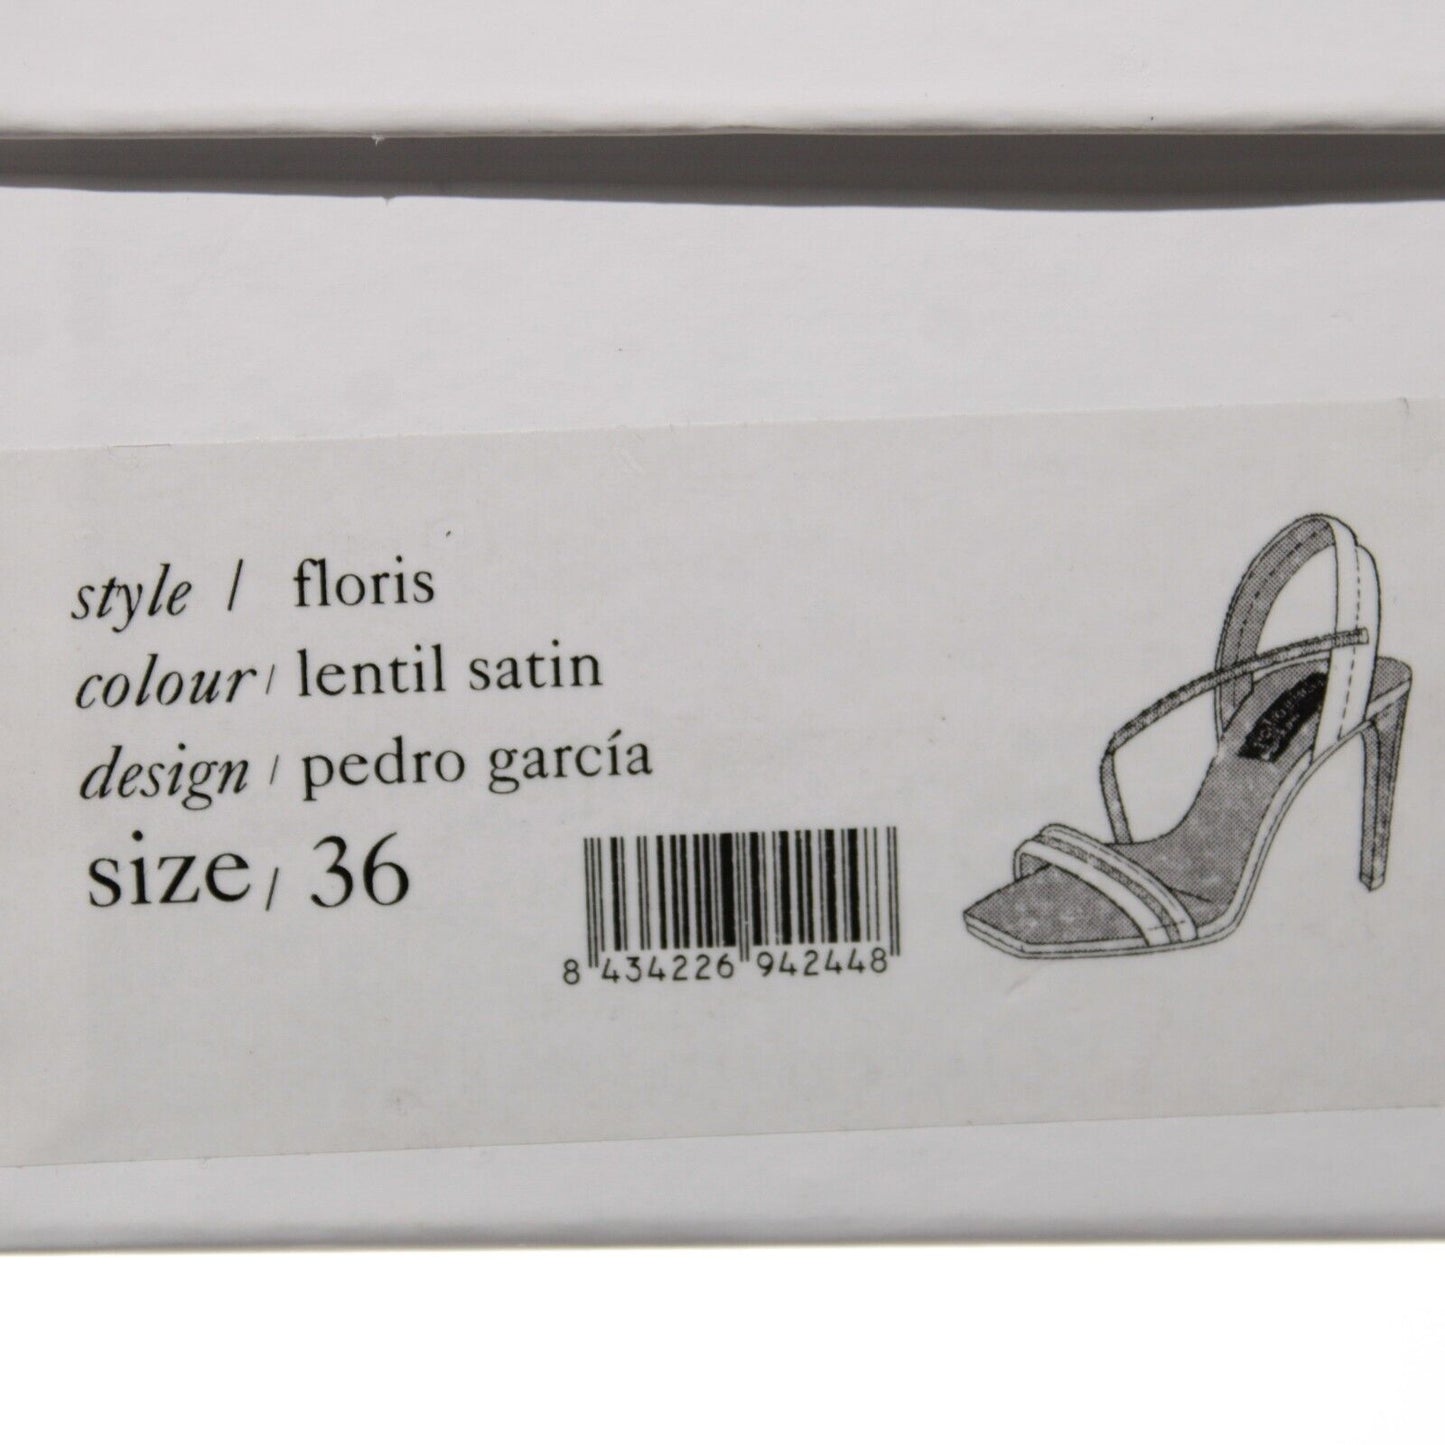 style / floris
colour / lentil satin
design / pedro garcía
size / 36
8 434226 942448